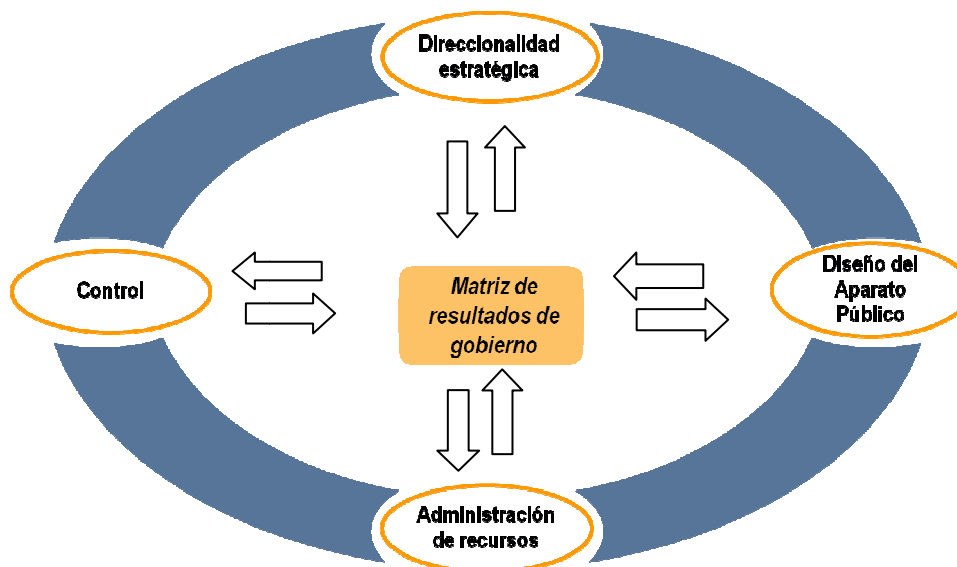 Direccionalidad
estratégica
Control
Matriz de
resultados de
gobierno
Diseño del
Aparato
Público
Administración
de recursos